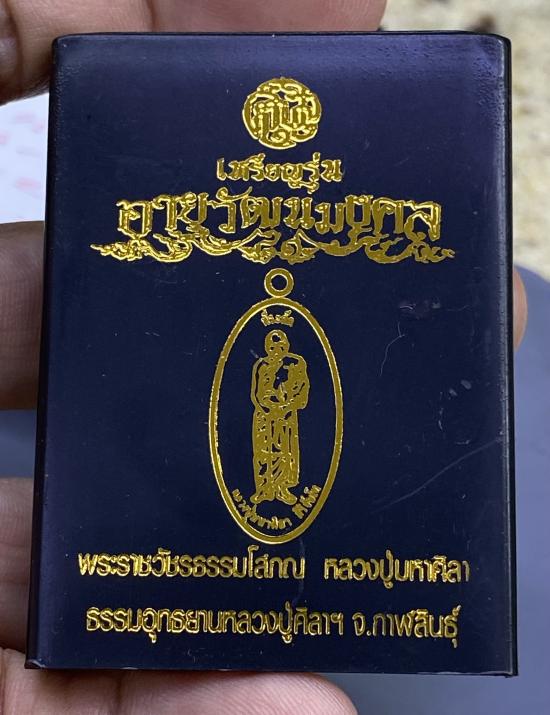 เหรียญรุ่น
อายุวัฒนมงคล
พระราชวัชรธรรมโสภณ หลวงปู่มหาศิลา
ธรรมอุทธยานหลวงปู่ศิลาฯ จ.กาฬสินธุ์